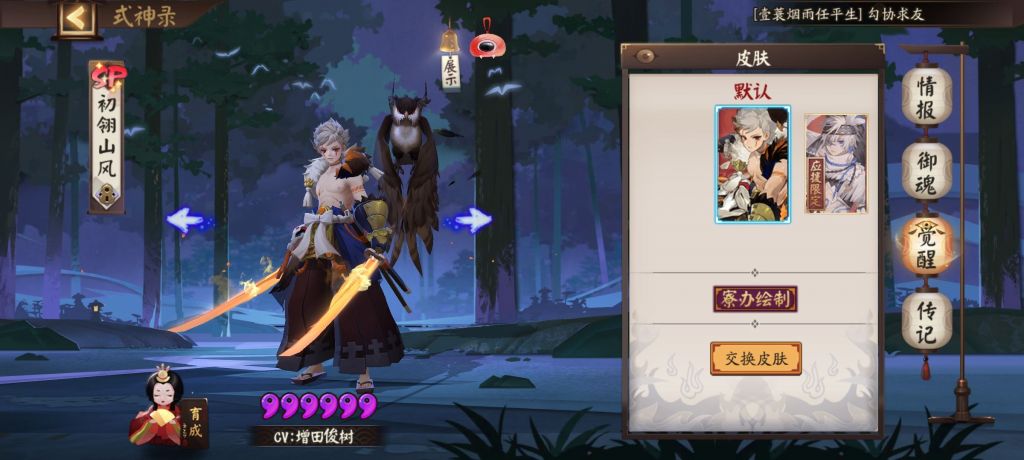 式神录
[壹蓑烟雨任平生] 勾协求友
SP
初翎山风
展示
皮肤
默认
应援限定
寮办绘制
交换皮肤
情报
御魂
觉醒
传记
育成
CV:增田俊树